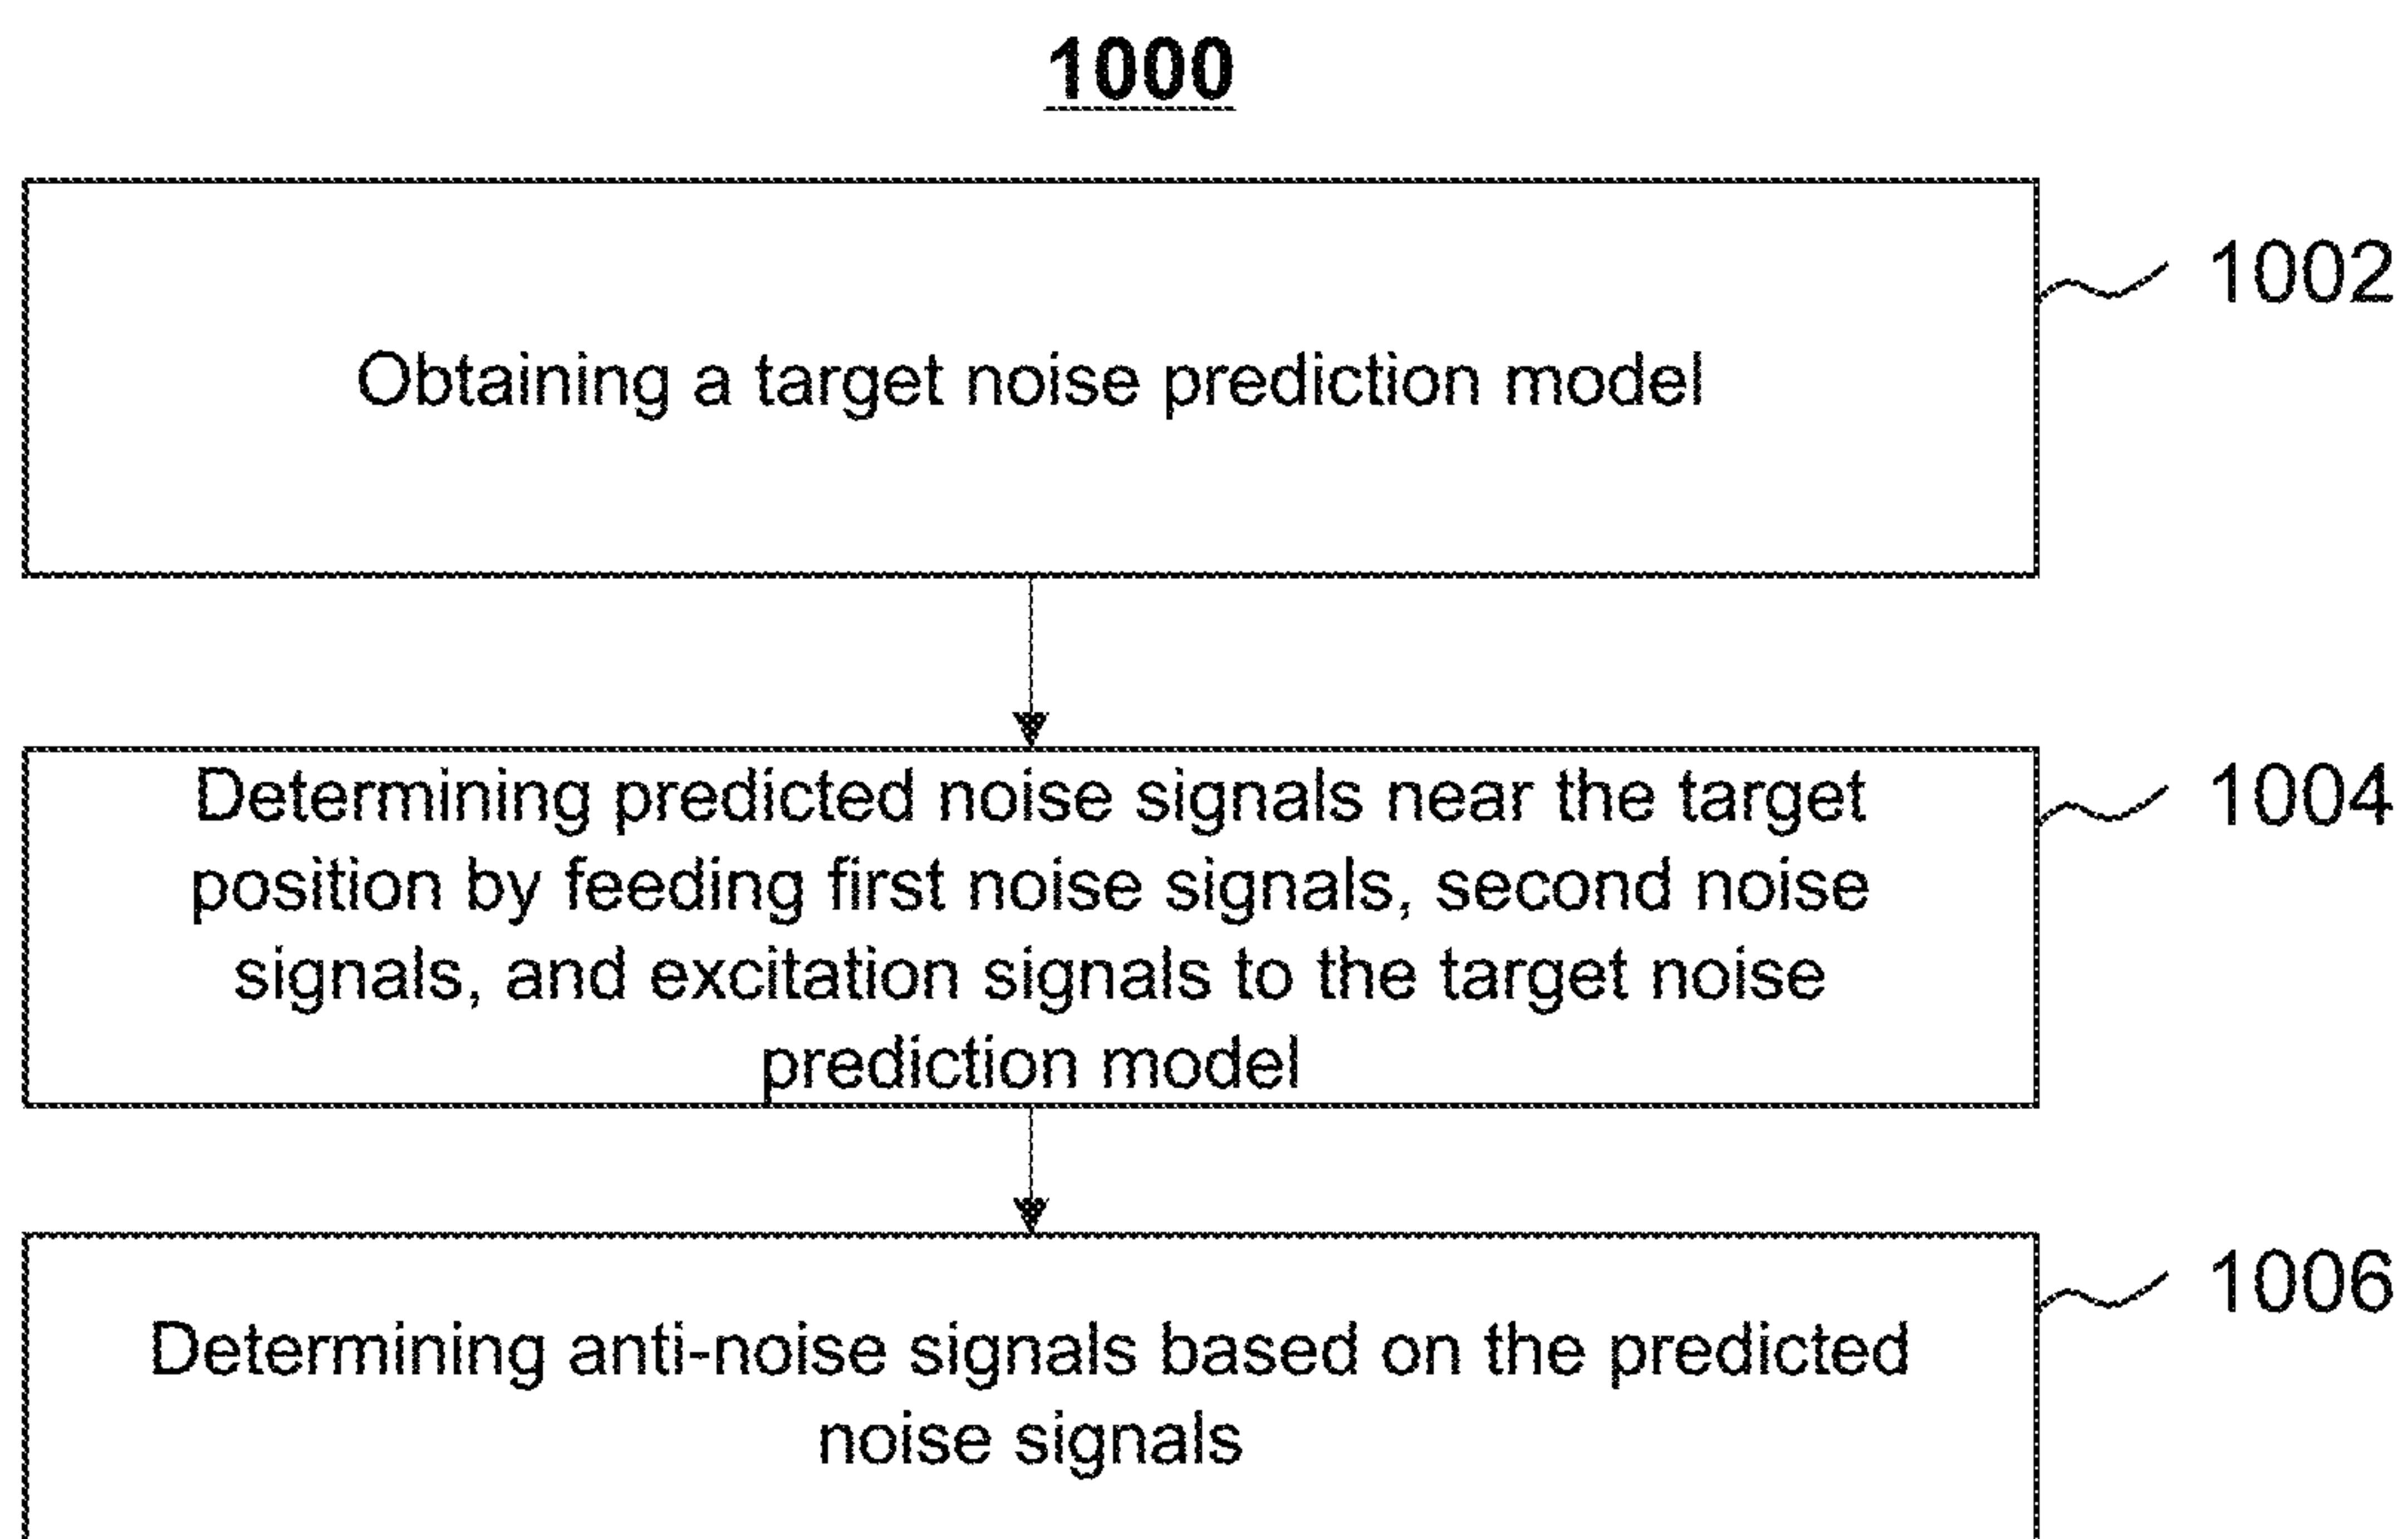 1000
Obtaining a target noise prediction model
1002
Determining predicted noise signals near the target
position by feeding first noise signals, second noise
signals, and excitation signals to the target noise
prediction model
1004
Determining anti-noise signals based on the predicted
noise signals
1006